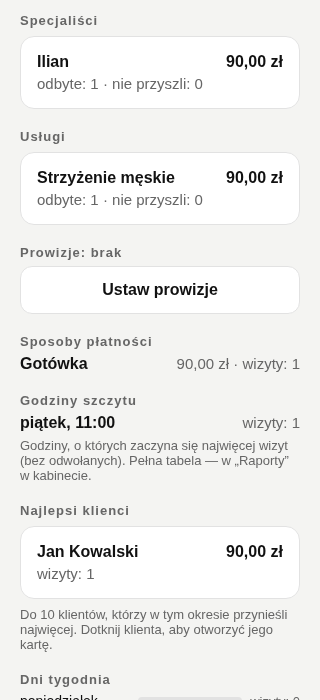 Specjaliści
Ilian 90,00 zł
odbyte: 1 · nie przyszli: 0
Usługi
Strzyżenie męskie 90,00 zł
odbyte: 1 · nie przyszli: 0
Prowizje: brak
Ustaw prowizje
Sposoby płatności
Gotówka 90,00 zł · wizyty: 1
Godziny szczytu
piątek, 11:00 wizyty: 1
Godziny, o których zaczyna się najwięcej wizyt
(bez odwołanych). Pełna tabela — w „Raporty”
w kabinecie.
Najlepsi klienci
Jan Kowalski 90,00 zł
wizyty: 1
Do 10 klientów, którzy w tym okresie przynieśli
najwięcej. Dotknij klienta, aby otworzyć jego
kartę.
Dni tygodnia
poniedziałek wizyty: 0